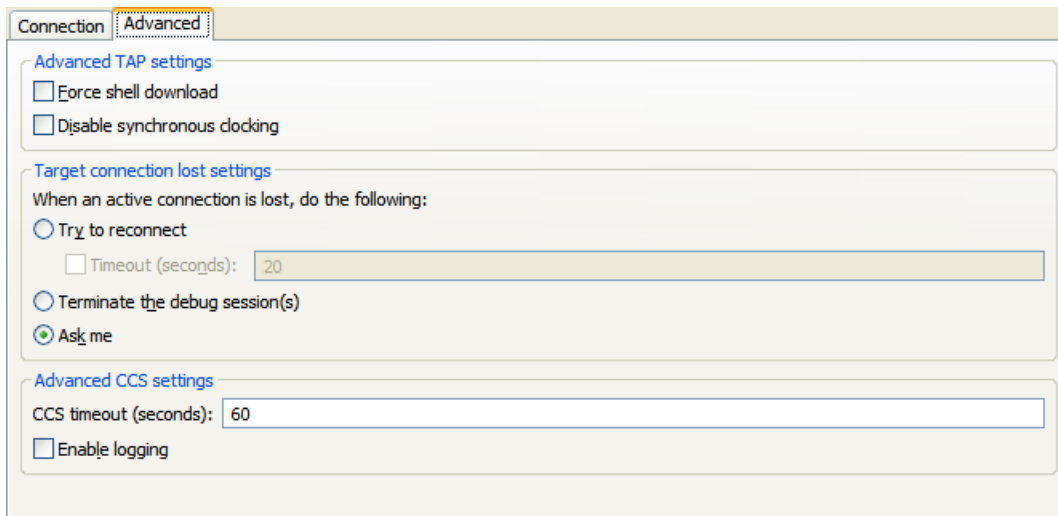 Connection
Advanced
Advanced TAP settings
Force shell download
Disable synchronous clocking
Target connection lost settings
When an active connection is lost, do the following:
Try to reconnect
Timeout (seconds): 20
Terminate the debug session(s)
Ask me
Advanced CCS settings
CCS timeout (seconds): 60
Enable logging